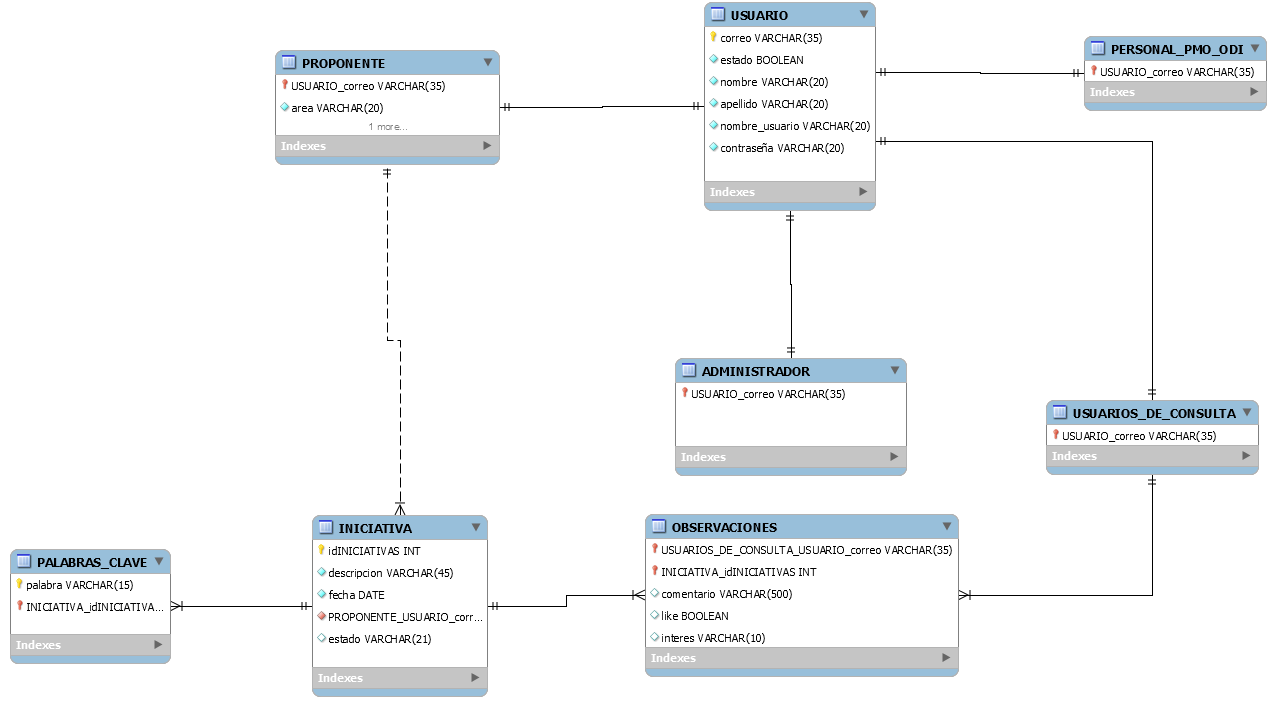 USUARIO
correo VARCHAR(35)
estado BOOLEAN
nombre VARCHAR(20)
apellido VARCHAR(20)
nombre_usuario VARCHAR(20)
contraseña VARCHAR(20)
Indexes
PERSONAL_PMO_ODI
USUARIO_correo VARCHAR(35)
Indexes
PROPONENTE
USUARIO_correo VARCHAR(35)
area VARCHAR(20)
1 more...
Indexes
ADMINISTRADOR
USUARIO_correo VARCHAR(35)
Indexes
USUARIOS_DE_CONSULTA
USUARIO_correo VARCHAR(35)
Indexes
PALABRAS_CLAVE
palabra VARCHAR(15)
INICIATIVA_idINICIATIVA...
Indexes
INICIATIVA
idINICIATIVAS INT
descripcion VARCHAR(45)
fecha DATE
PROPONENTE_USUARIO_corr...
estado VARCHAR(21)
Indexes
OBSERVACIONES
USUARIOS_DE_CONSULTA_USUARIO_correo VARCHAR(35)
INICIATIVA_idINICIATIVAS INT
comentario VARCHAR(500)
like BOOLEAN
interes VARCHAR(10)
Indexes